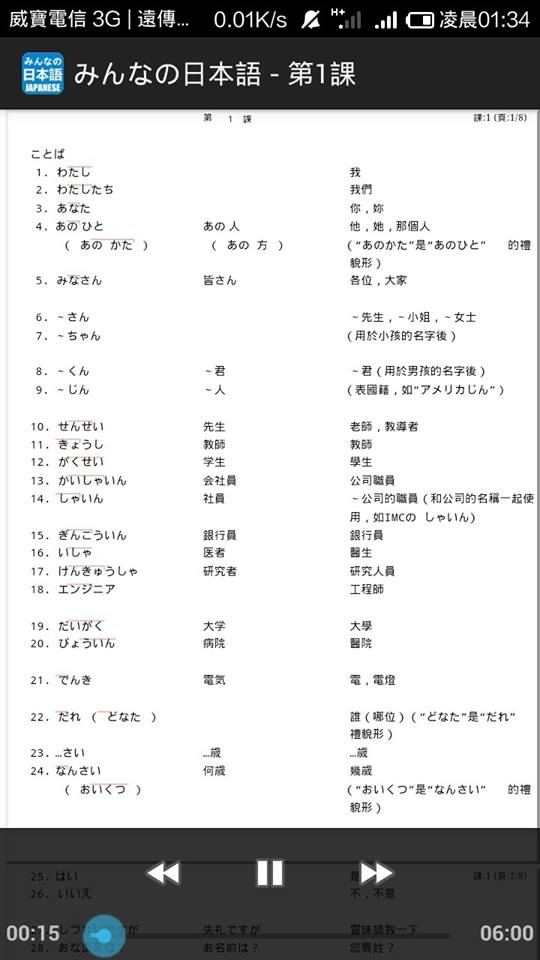 威寶電信 3G | 遠傳... 0.01K/s H+ 凌晨01:34
みんなの 日本語 JAPANESE
みんなの日本語 - 第1課
第 1 課 課:1 (頁:1/8)
ことば
1. わたし 我
2. わたしたち 我們
3. あなた 你,妳
4. あの ひと あの 人 他,她,那個人
( あの かた ) ( あの 方 ) ("あのかた"是"あのひと" 的禮
貌形)
5. みなさん 皆さん 各位,大家
6. ~さん ~先生,~小姐,~女士
7. ~ちゃん (用於小孩的名字後)
8. ~くん ~君 ~君(用於男孩的名字後)
9. ~じん ~人 (表國籍,如"アメリカじん")
10. せんせい 先生 老師,教導者
11. きょうし 教師 教師
12. がくせい 学生 學生
13. かいしゃいん 会社員 公司職員
14. しゃいん 社員 ~公司的職員(和公司的名稱一起使
用,如IMCの しゃいん)
15. ぎんこういん 銀行員 銀行員
16. いしゃ 医者 醫生
17. けんきゅうしゃ 研究者 研究人員
18. エンジニア 工程師
19. だいがく 大学 大學
20. びょういん 病院 醫院
21. でんき 電気 電,電燈
22. だれ ( どなた ) 誰(哪位)("どなた"是"だれ"
禮貌形)
23. …さい …歳 …歲
24. なんさい 何歳 幾歲
( おいくつ ) ("おいくつ"是"なんさい" 的禮
貌形)
25. はい 是 課:1 (頁:2/8)
26. いいえ 不,不是
しつれいですが 失礼ですが 冒昧請教一下
28. おなまえは? お名前は? 您貴姓?
00:15 06:00